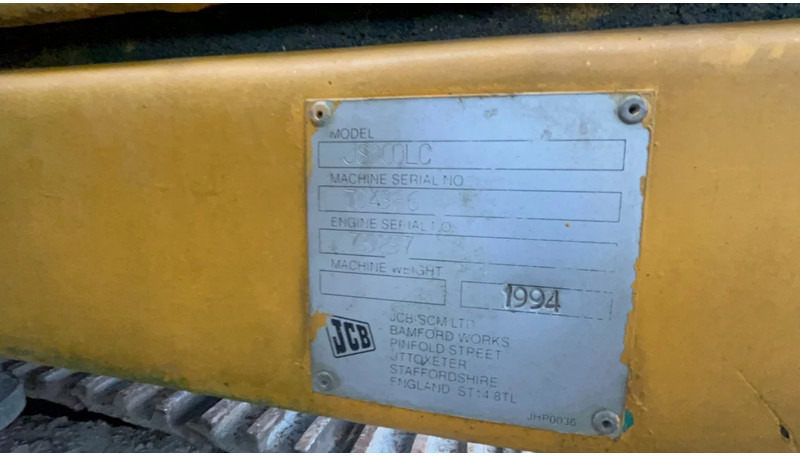 MODEL
MACHINE SERIAL NO
ENGINE SERIAL NO.
MACHINE WEIGHT
1994
JCB
JCB-SCM LTD
BAMFORD WORKS
PINFOLD STREET
UTTOXETER
STAFFORDSHIRE
ENGLAND ST14 8TL
JHP0036